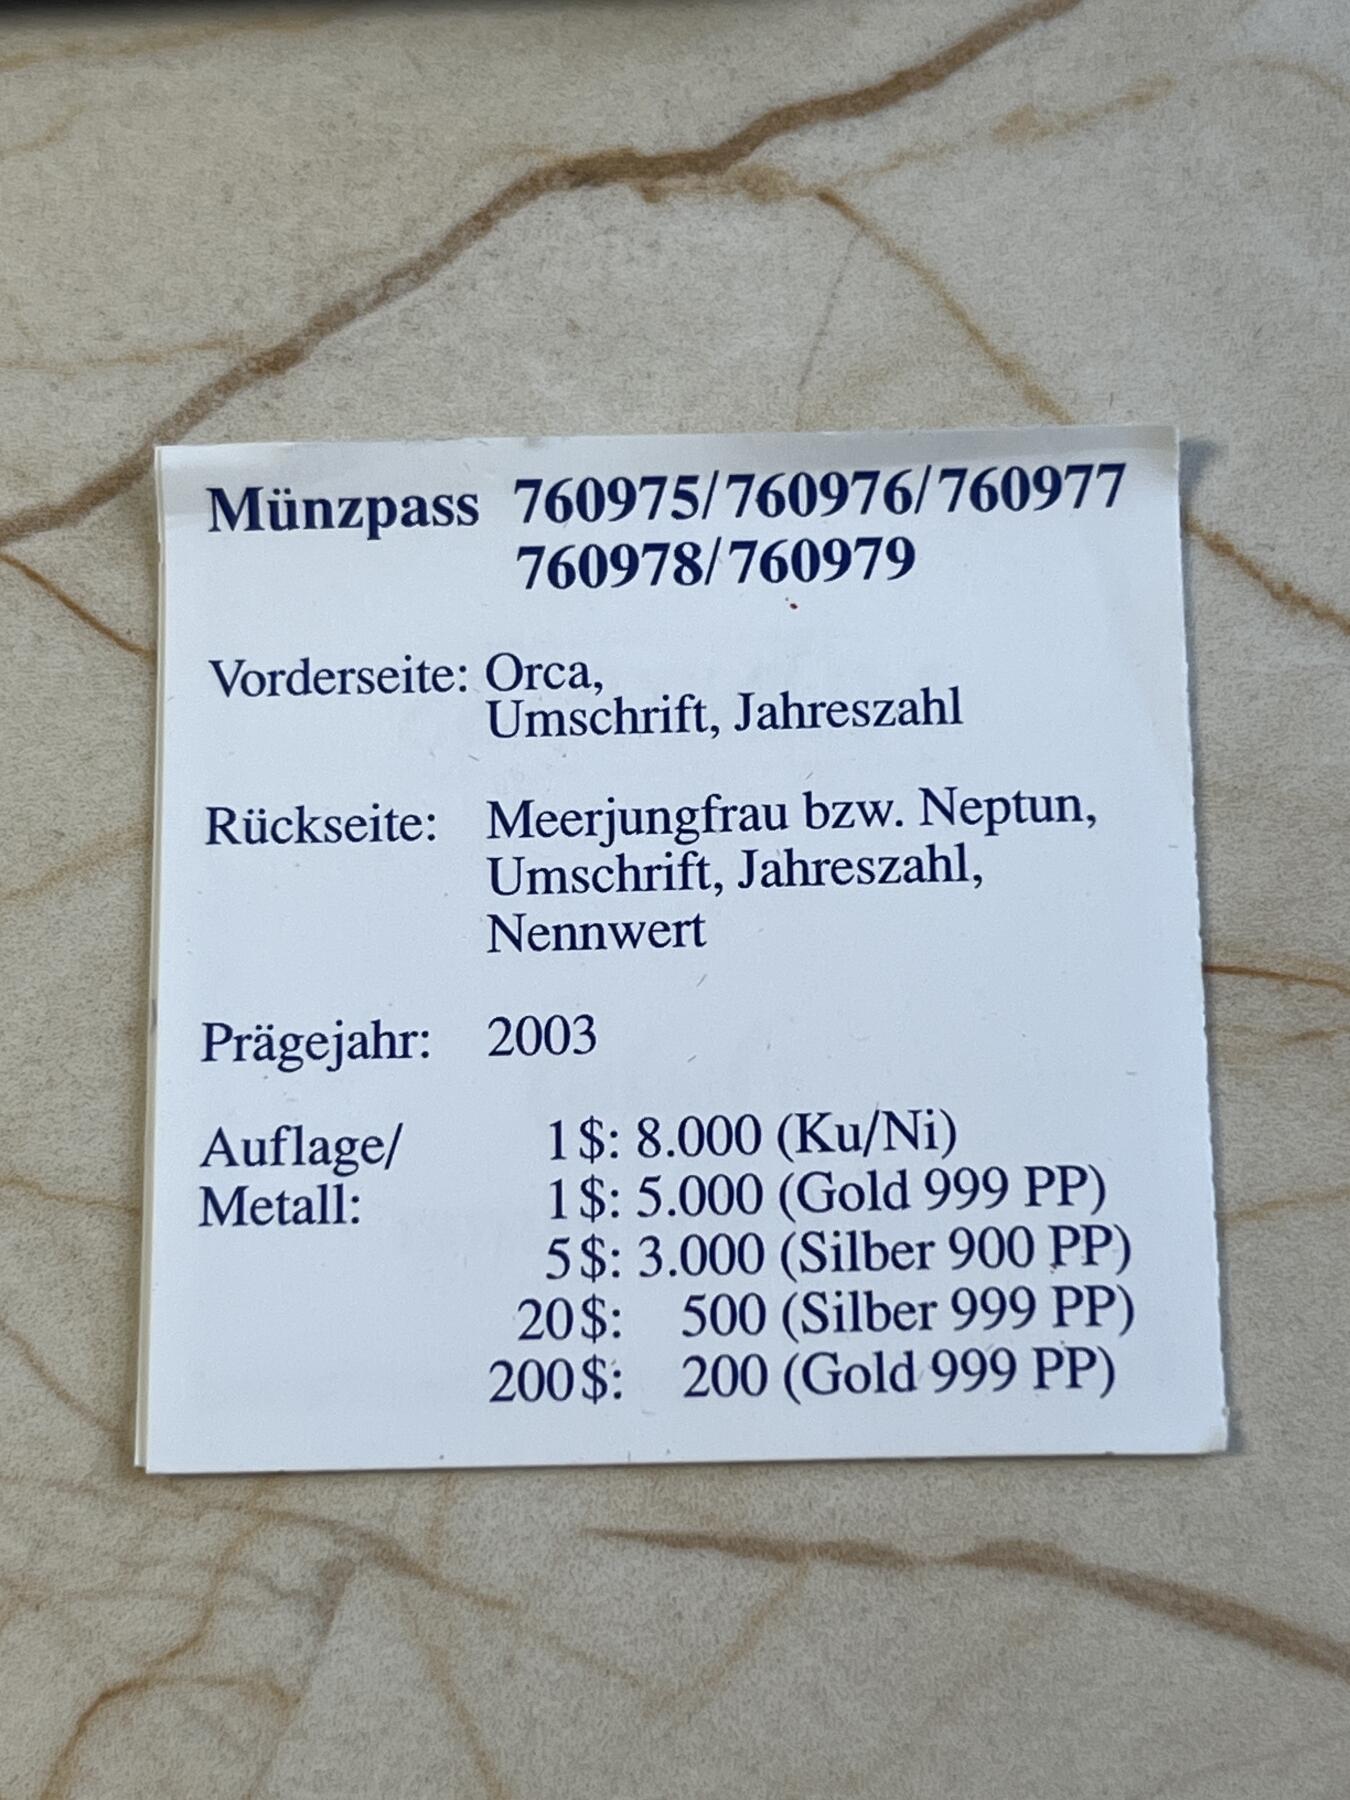 Münzpass 760975/760976/760977
760978/760979
Vorderseite: Orca,
Umschrift, Jahreszahl
Rückseite: Meerjungfrau bzw. Neptun,
Umschrift, Jahreszahl,
Nennwert
Prägejahr: 2003
Auflage/ 1$: 8.000 (Ku/Ni)
Metall: 1$: 5.000 (Gold 999 PP)
5$: 3.000 (Silber 900 PP)
20$: 500 (Silber 999 PP)
200$: 200 (Gold 999 PP)